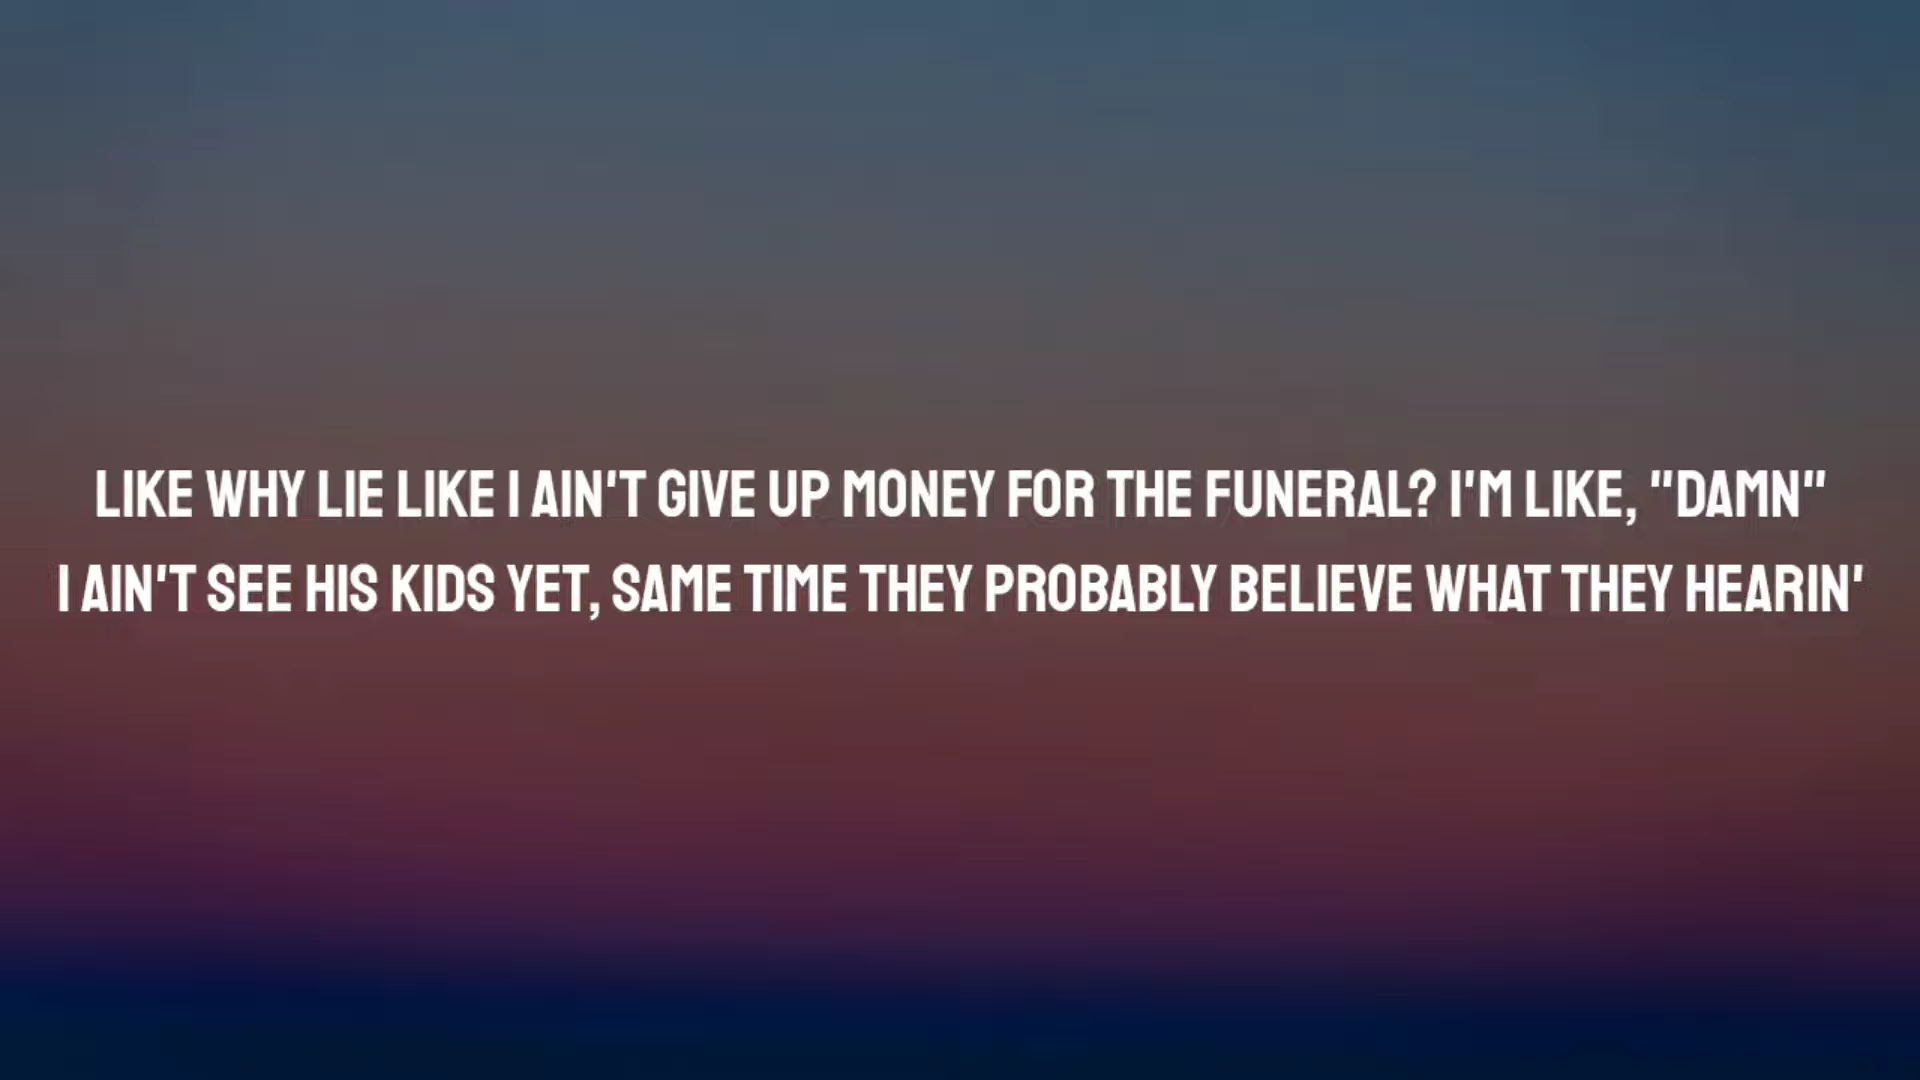 LIKE WHY LIE LIKE I AIN'T GIVE UP MONEY FOR THE FUNERAL? I'M LIKE, "DAMN"
I AIN'T SEE HIS KIDS YET, SAME TIME THEY PROBABLY BELIEVE WHAT THEY HEARIN'